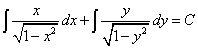 ∫ x/√(1−x²) dx + ∫ y/√(1−y²) dy = C